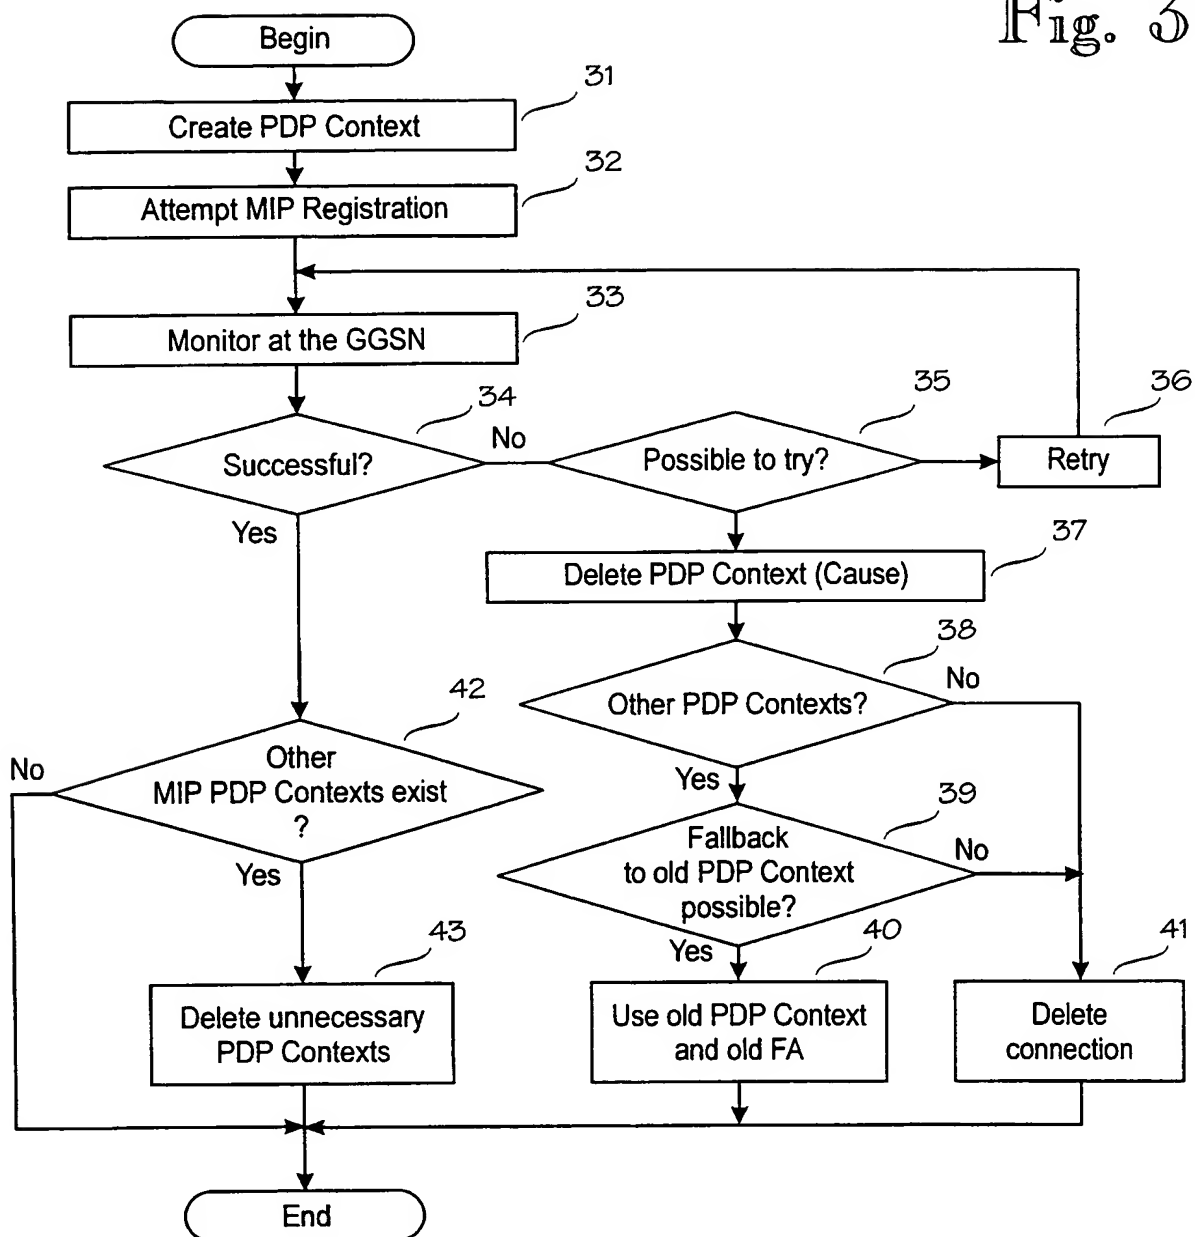 Fig. 3
Begin
31
Create PDP Context
32
Attempt MIP Registration
33
Monitor at the GGSN
34
Successful?
No
Yes
35
Possible to try?
36
Retry
37
Delete PDP Context (Cause)
38
Other PDP Contexts?
No
Yes
39
Fallback
to old PDP Context
possible?
No
Yes
40
Use old PDP Context
and old FA
41
Delete
connection
42
Other
MIP PDP Contexts exist
?
No
Yes
43
Delete unnecessary
PDP Contexts
End